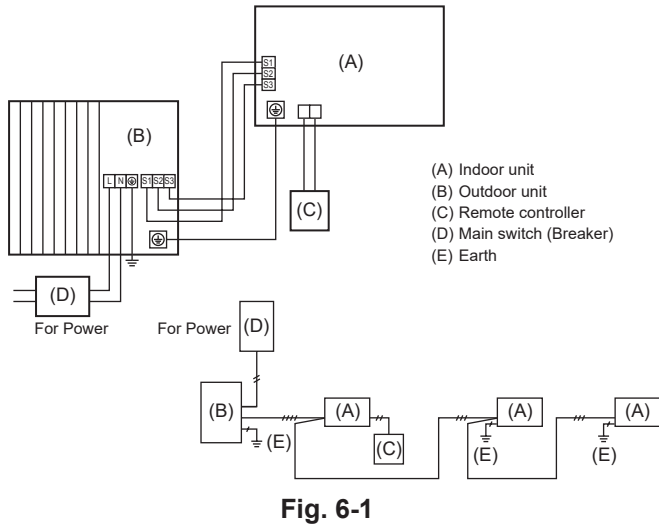 (A)
S1
S2
S3
(B)
L N S1 S2 S3
(C)
(D)
For Power
(A) Indoor unit
(B) Outdoor unit
(C) Remote controller
(D) Main switch (Breaker)
(E) Earth
For Power (D)
(B) (A) (A) (A)
(E) (C) (E) (E)
Fig. 6-1